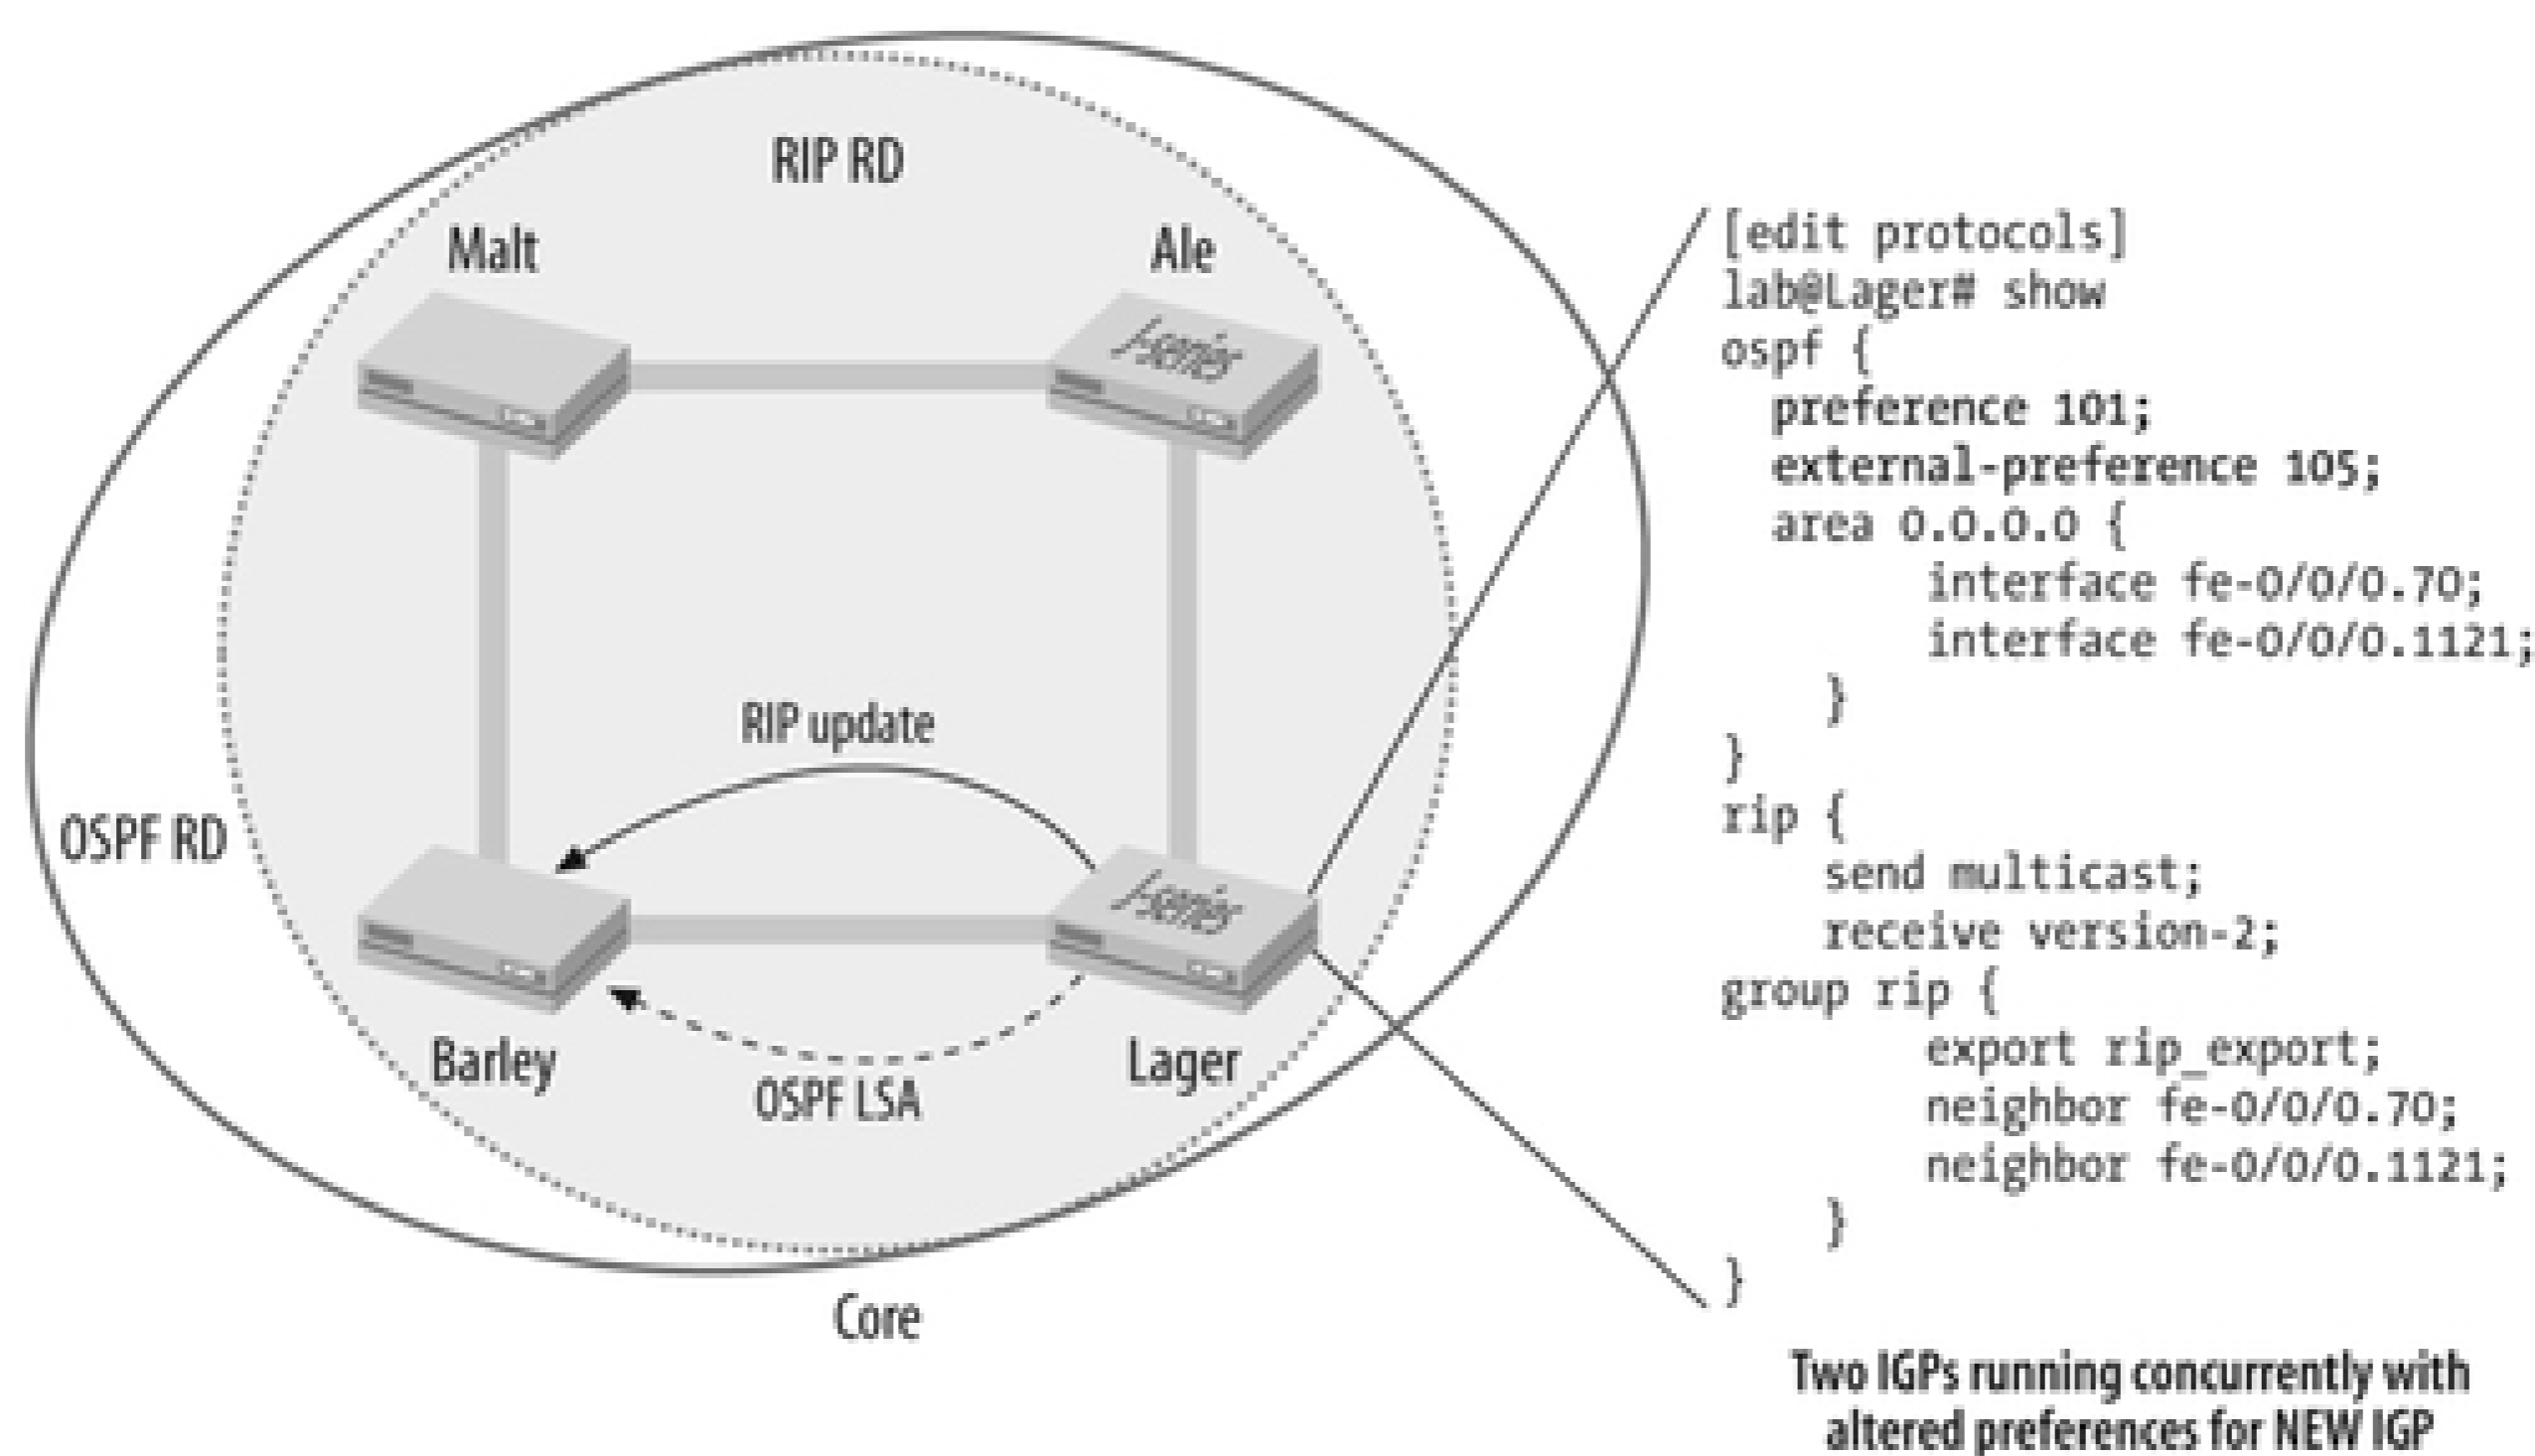 RIP RD
Malt
Ale
J-series
J-series
RIP update
OSPF RD
Barley
Lager
OSPF LSA
Core
[edit protocols]
lab@Lager# show
ospf {
preference 101;
external-preference 105;
area 0.0.0.0 {
interface fe-0/0/0.70;
interface fe-0/0/0.1121;
}
}
rip {
send multicast;
receive version-2;
group rip {
export rip_export;
neighbor fe-0/0/0.70;
neighbor fe-0/0/0.1121;
}
}
Two IGPs running concurrently with
altered preferences for NEW IGP